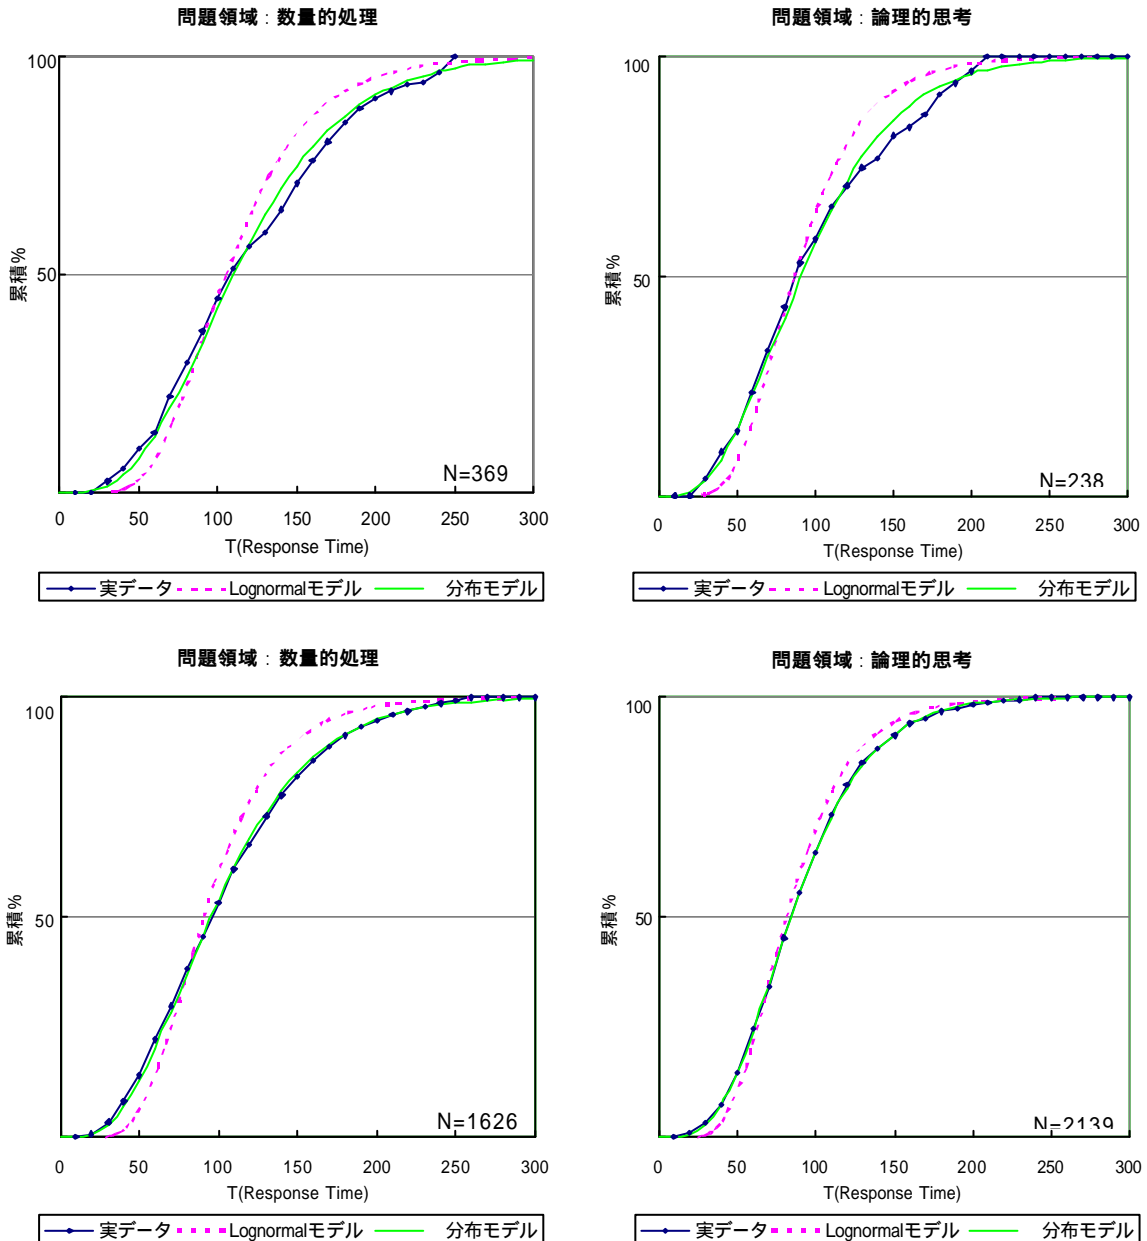 問題領域：数量的処理
100
50
累積%
N=369
0 50 100 150 200 250 300
T(Response Time)
実データ Lognormalモデル 分布モデル
問題領域：論理的思考
100
50
累積%
N=238
0 50 100 150 200 250 300
T(Response Time)
実データ Lognormalモデル 分布モデル
問題領域：数量的処理
100
50
累積%
N=1626
0 50 100 150 200 250 300
T(Response Time)
実データ Lognormalモデル 分布モデル
問題領域：論理的思考
100
50
累積%
N=2139
0 50 100 150 200 250 300
T(Response Time)
実データ Lognormalモデル 分布モデル